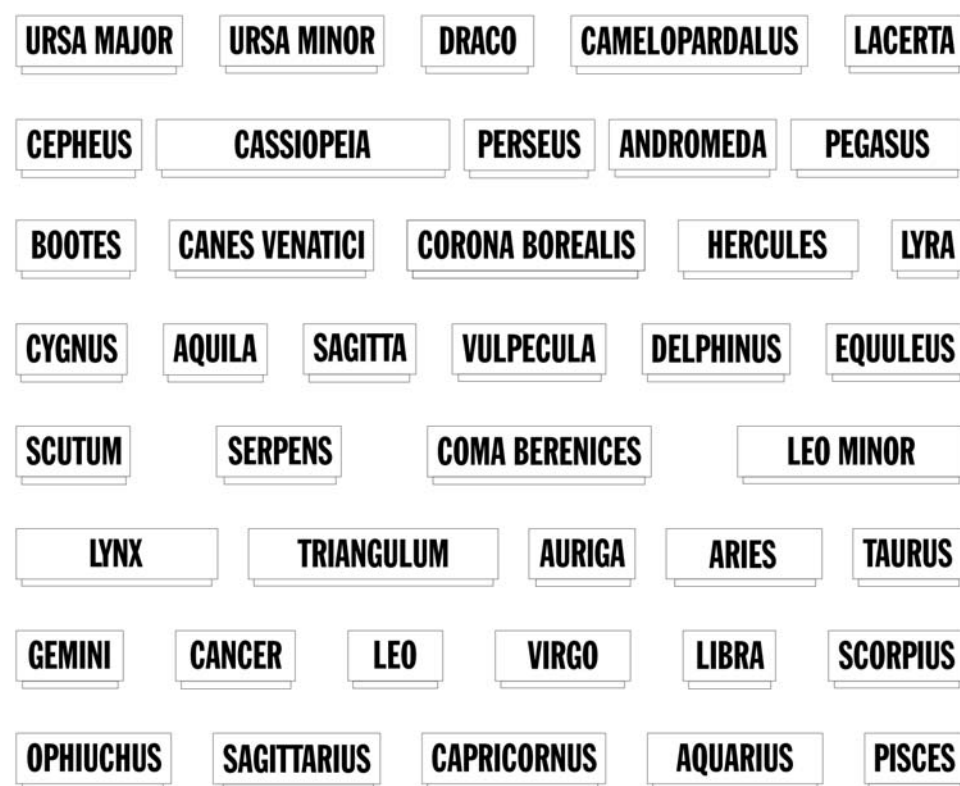 URSA MAJOR URSA MINOR DRACO CAMELOPARDALUS LACERTA
CEPHEUS CASSIOPEIA PERSEUS ANDROMEDA PEGASUS
BOOTES CANES VENATICI CORONA BOREALIS HERCULES LYRA
CYGNUS AQUILA SAGITTA VULPECULA DELPHINUS EQUULEUS
SCUTUM SERPENS COMA BERENICES LEO MINOR
LYNX TRIANGULUM AURIGA ARIES TAURUS
GEMINI CANCER LEO VIRGO LIBRA SCORPIUS
OPHIUCHUS SAGITTARIUS CAPRICORNUS AQUARIUS PISCES